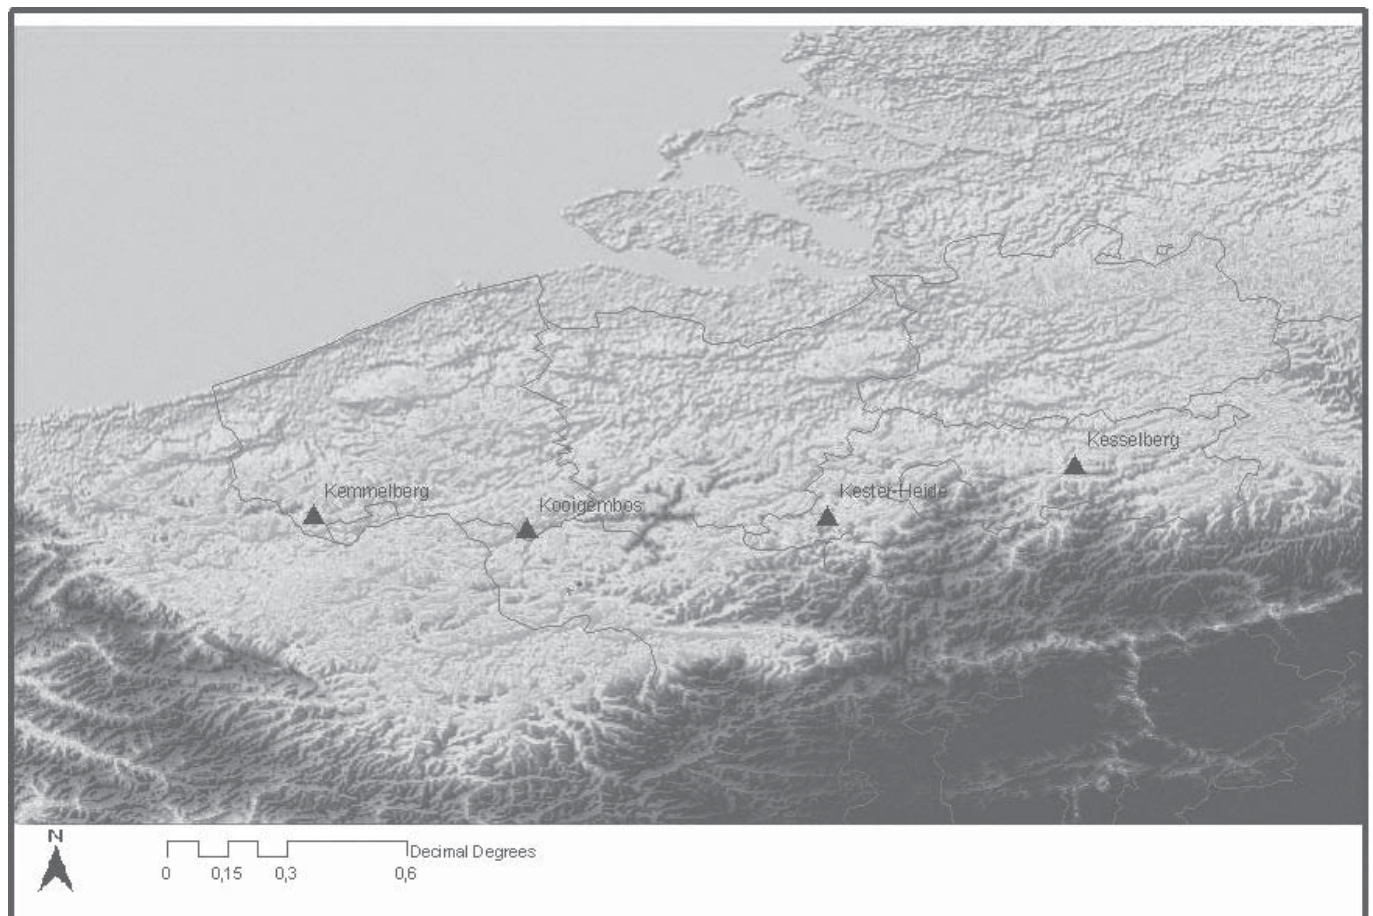 Kesselberg
Kemmelberg
Kester-Heide
Kooigembos
N
Decimal Degrees
0 0,15 0,3 0,6